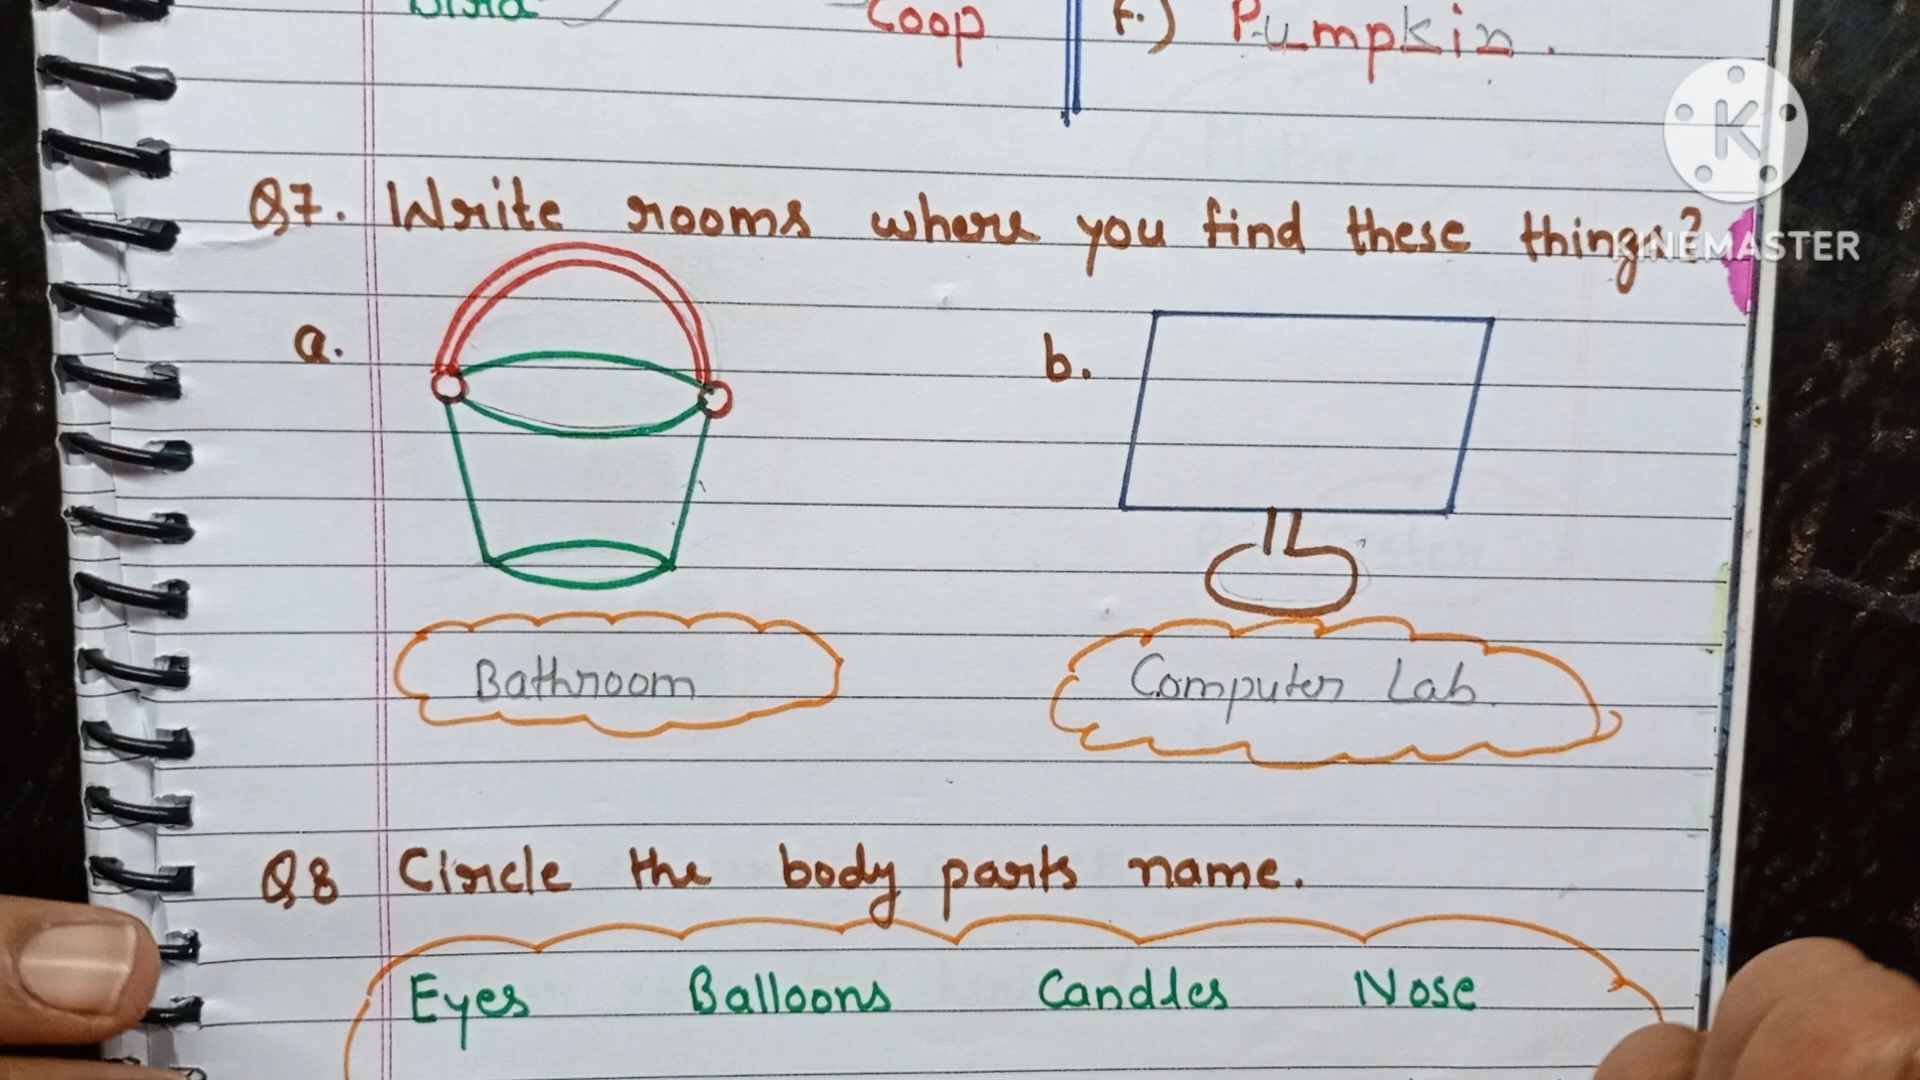 Bird
Coop
F.) Pumpkin.
Q7. Write rooms where you find these things?
KINEMASTER
a.
b.
Bathroom
Computer Lab.
Q8 Circle the body parts name.
Eyes Balloons Candles Nose